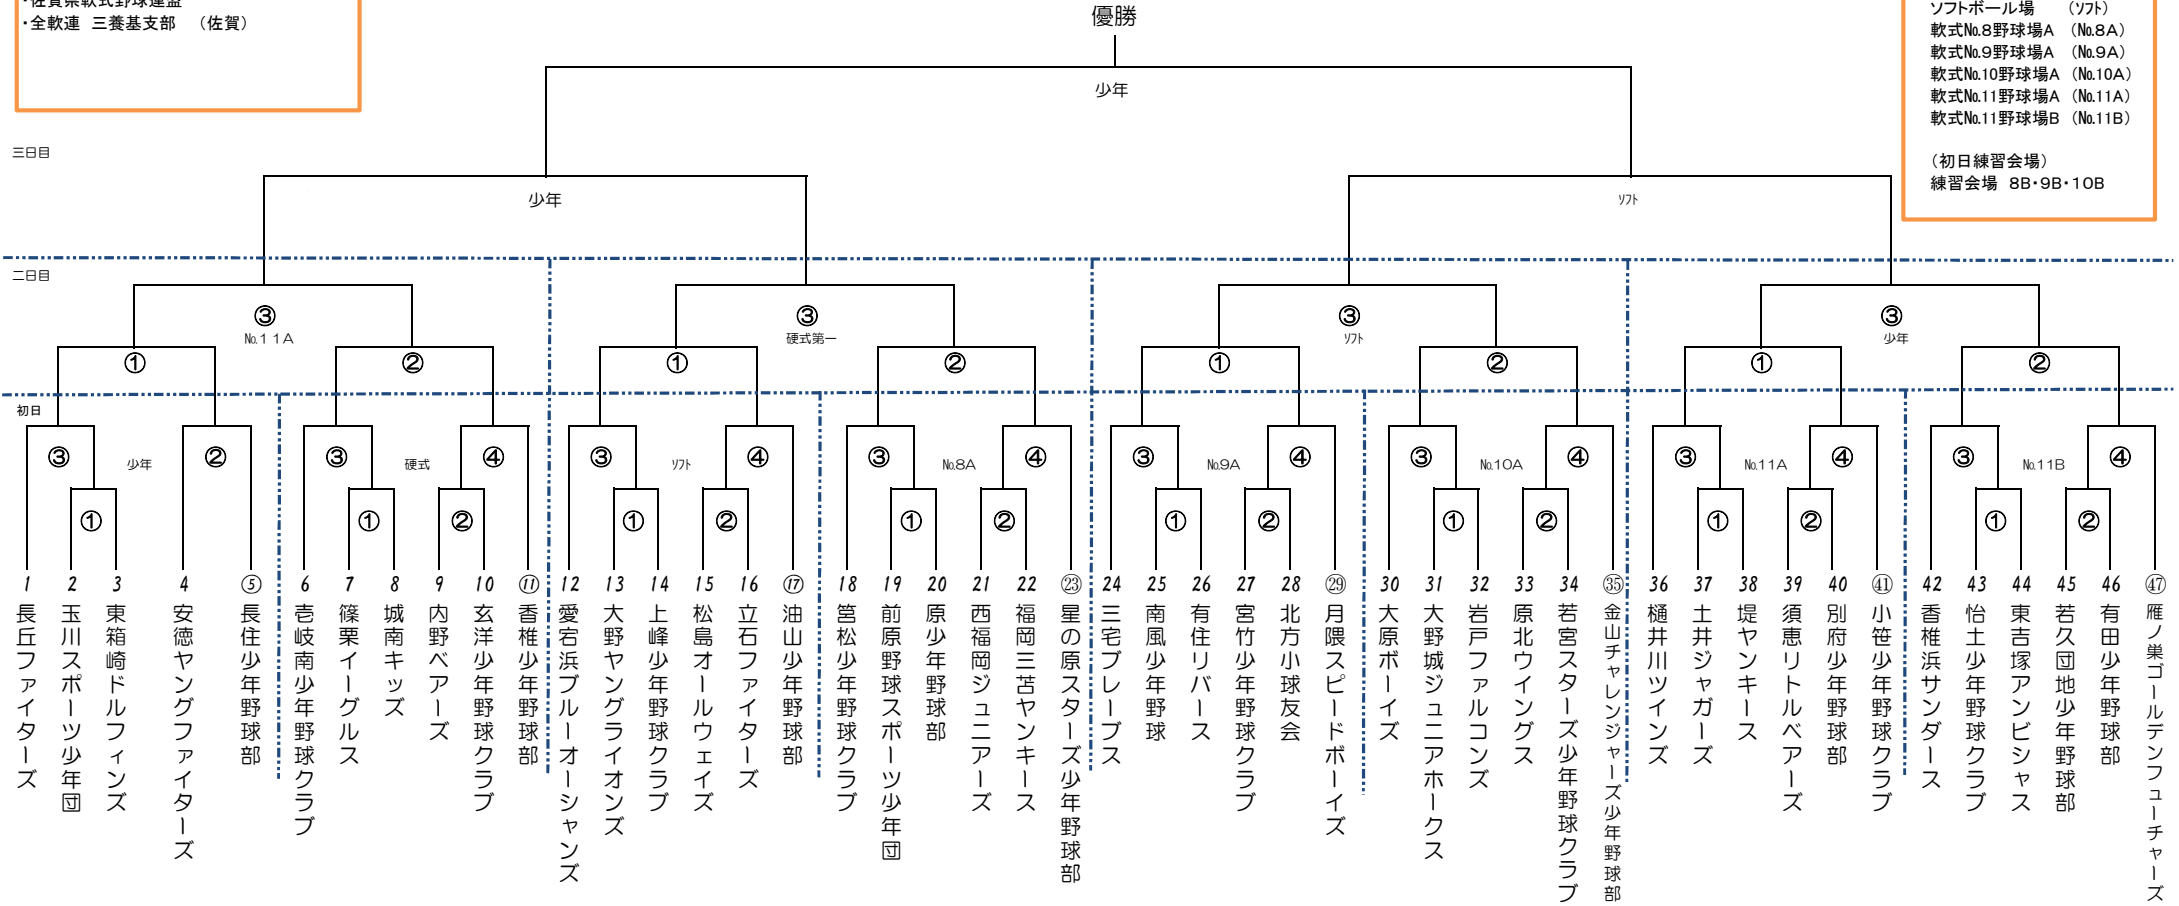 ・佐賀県軟式野球連盟
・全軟連 三養基支部 （佐賀）
優勝
ソフトボール場 （ｿﾌﾄ）
軟式№8野球場A （№8A）
軟式№9野球場A （№9A）
軟式№10野球場A （№10A）
軟式№11野球場A （№11A）
軟式№11野球場B （№11B）
（初日練習会場）
練習会場 8B・9B・10B
少年
三日目
少年
ｿﾌﾄ
二日目
③ ③ ③ ③
№11A 硬式第一 ｿﾌﾄ 少年
① ② ① ② ① ② ① ②
初日
③ 少年 ② ③ 硬式 ④ ③ ｿﾌﾄ ④ ③ №8A ④ ③ №9A ④ ③ №10A ④ ③ №11A ④ ③ №11B ④
① ① ② ① ② ① ② ① ② ① ② ① ② ① ②
1 長丘ファイターズ
2 玉川スポーツ少年団
3 東箱崎ドルフィンズ
4 安徳ヤングファイターズ
⑤ 長住少年野球部
6 壱岐南少年野球クラブ
7 篠栗イーグルス
8 城南キッズ
9 内野ベアーズ
10 玄洋少年野球クラブ
⑪ 香椎少年野球部
12 愛宕浜ブルーオーシャンズ
13 大野ヤングライオンズ
14 上峰少年野球クラブ
15 松島オールウェイズ
16 立石ファイターズ
⑰ 油山少年野球部
18 筥松少年野球クラブ
19 前原野球スポーツ少年団
20 原少年野球部
21 西福岡ジュニアーズ
22 福岡三苫ヤンキース
㉓ 星の原スターズ少年野球部
24 三宅ブレーブス
25 南風少年野球
26 有住リバース
27 宮竹少年野球クラブ
28 北方小球友会
㉙ 月隈スピードボーイズ
30 大原ボーイズ
31 大野城ジュニアホークス
32 岩戸ファルコンズ
33 原北ウイングス
34 若宮スターズ少年野球クラブ
㉟ 金山チャレンジャーズ少年野球部
36 樋井川ツインズ
37 土井ジャガーズ
38 堤ヤンキース
39 須恵リトルベアーズ
40 別府少年野球部
㊶ 小笹少年野球クラブ
42 香椎浜サンダース
43 怡土少年野球クラブ
44 東吉塚アンビシャス
45 若久団地少年野球部
46 有田少年野球部
㊼ 雁ノ巣ゴールデンフューチャーズ